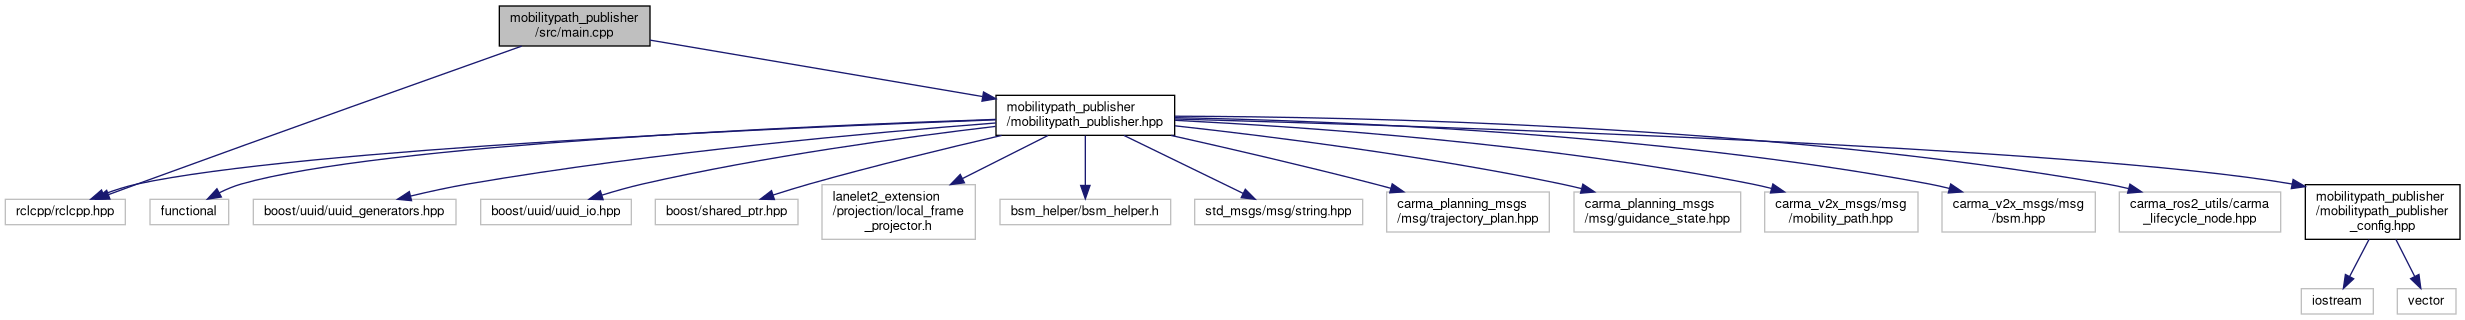 mobilitypath_publisher
/src/main.cpp
mobilitypath_publisher
/mobilitypath_publisher.hpp
rclcpp/rclcpp.hpp
functional
boost/uuid/uuid_generators.hpp
boost/uuid/uuid_io.hpp
boost/shared_ptr.hpp
lanelet2_extension
/projection/local_frame
_projector.h
bsm_helper/bsm_helper.h
std_msgs/msg/string.hpp
carma_planning_msgs
/msg/trajectory_plan.hpp
carma_planning_msgs
/msg/guidance_state.hpp
carma_v2x_msgs/msg
/mobility_path.hpp
carma_v2x_msgs/msg
/bsm.hpp
carma_ros2_utils/carma
_lifecycle_node.hpp
mobilitypath_publisher
/mobilitypath_publisher
_config.hpp
iostream
vector